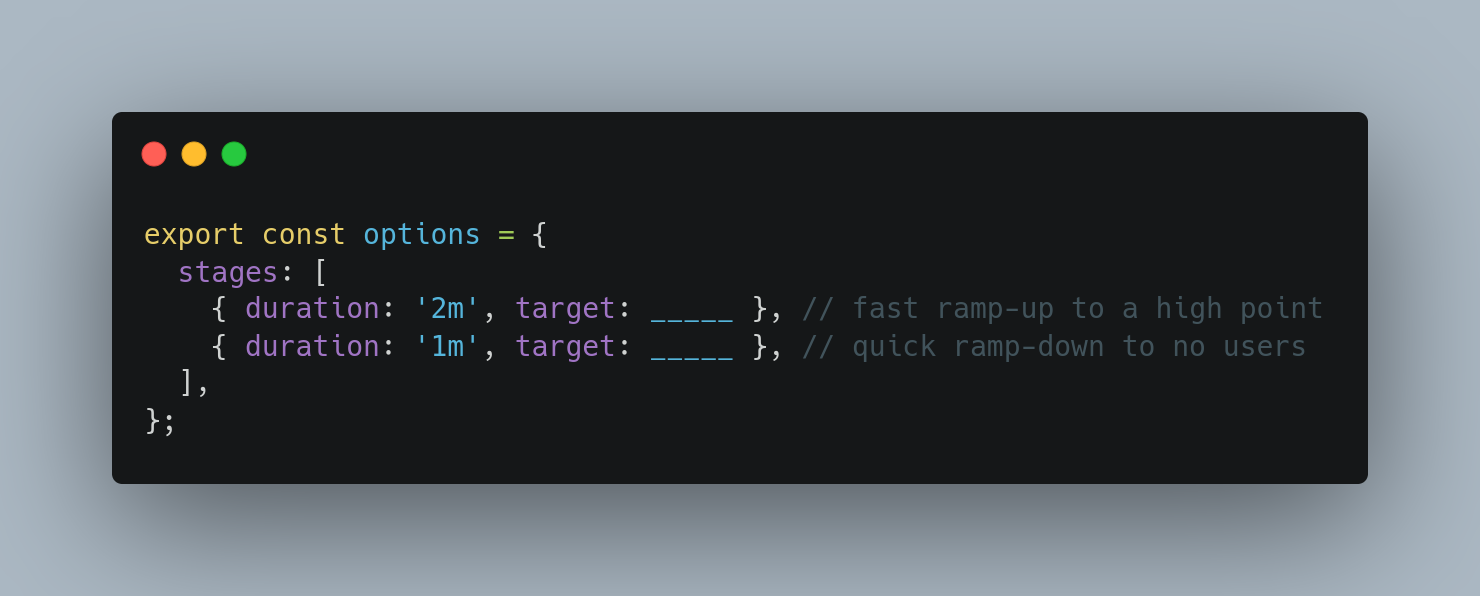 export const options = {
  stages: [
    { duration: '2m', target: _____ }, // fast ramp-up to a high point
    { duration: '1m', target: _____ }, // quick ramp-down to no users
  ],
};